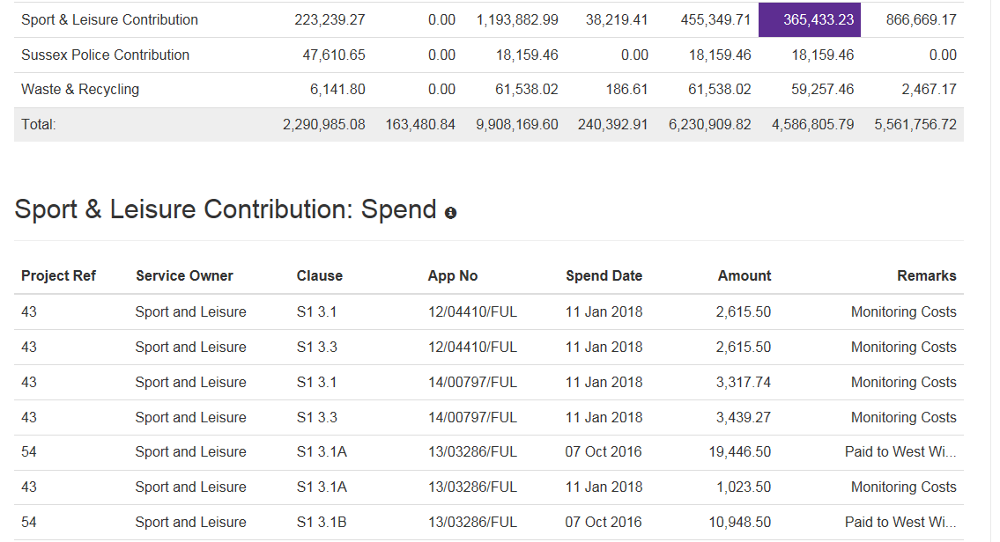 Sport & Leisure Contribution 223,239.27 0.00 1,193,882.99 38,219.41 455,349.71 365,433.23 866,669.17
Sussex Police Contribution 47,610.65 0.00 18,159.46 0.00 18,159.46 18,159.46 0.00
Waste & Recycling 6,141.80 0.00 61,538.02 186.61 61,538.02 59,257.46 2,467.17
Total: 2,290,985.08 163,480.84 9,908,169.60 240,392.91 6,230,909.82 4,586,805.79 5,561,756.72
Sport & Leisure Contribution: Spend
Project Ref Service Owner Clause App No Spend Date Amount Remarks
43 Sport and Leisure S1 3.1 12/04410/FUL 11 Jan 2018 2,615.50 Monitoring Costs
43 Sport and Leisure S1 3.3 12/04410/FUL 11 Jan 2018 2,615.50 Monitoring Costs
43 Sport and Leisure S1 3.1 14/00797/FUL 11 Jan 2018 3,317.74 Monitoring Costs
43 Sport and Leisure S1 3.3 14/00797/FUL 11 Jan 2018 3,439.27 Monitoring Costs
54 Sport and Leisure S1 3.1A 13/03286/FUL 07 Oct 2016 19,446.50 Paid to West Wi...
43 Sport and Leisure S1 3.1A 13/03286/FUL 11 Jan 2018 1,023.50 Monitoring Costs
54 Sport and Leisure S1 3.1B 13/03286/FUL 07 Oct 2016 10,948.50 Paid to West Wi...